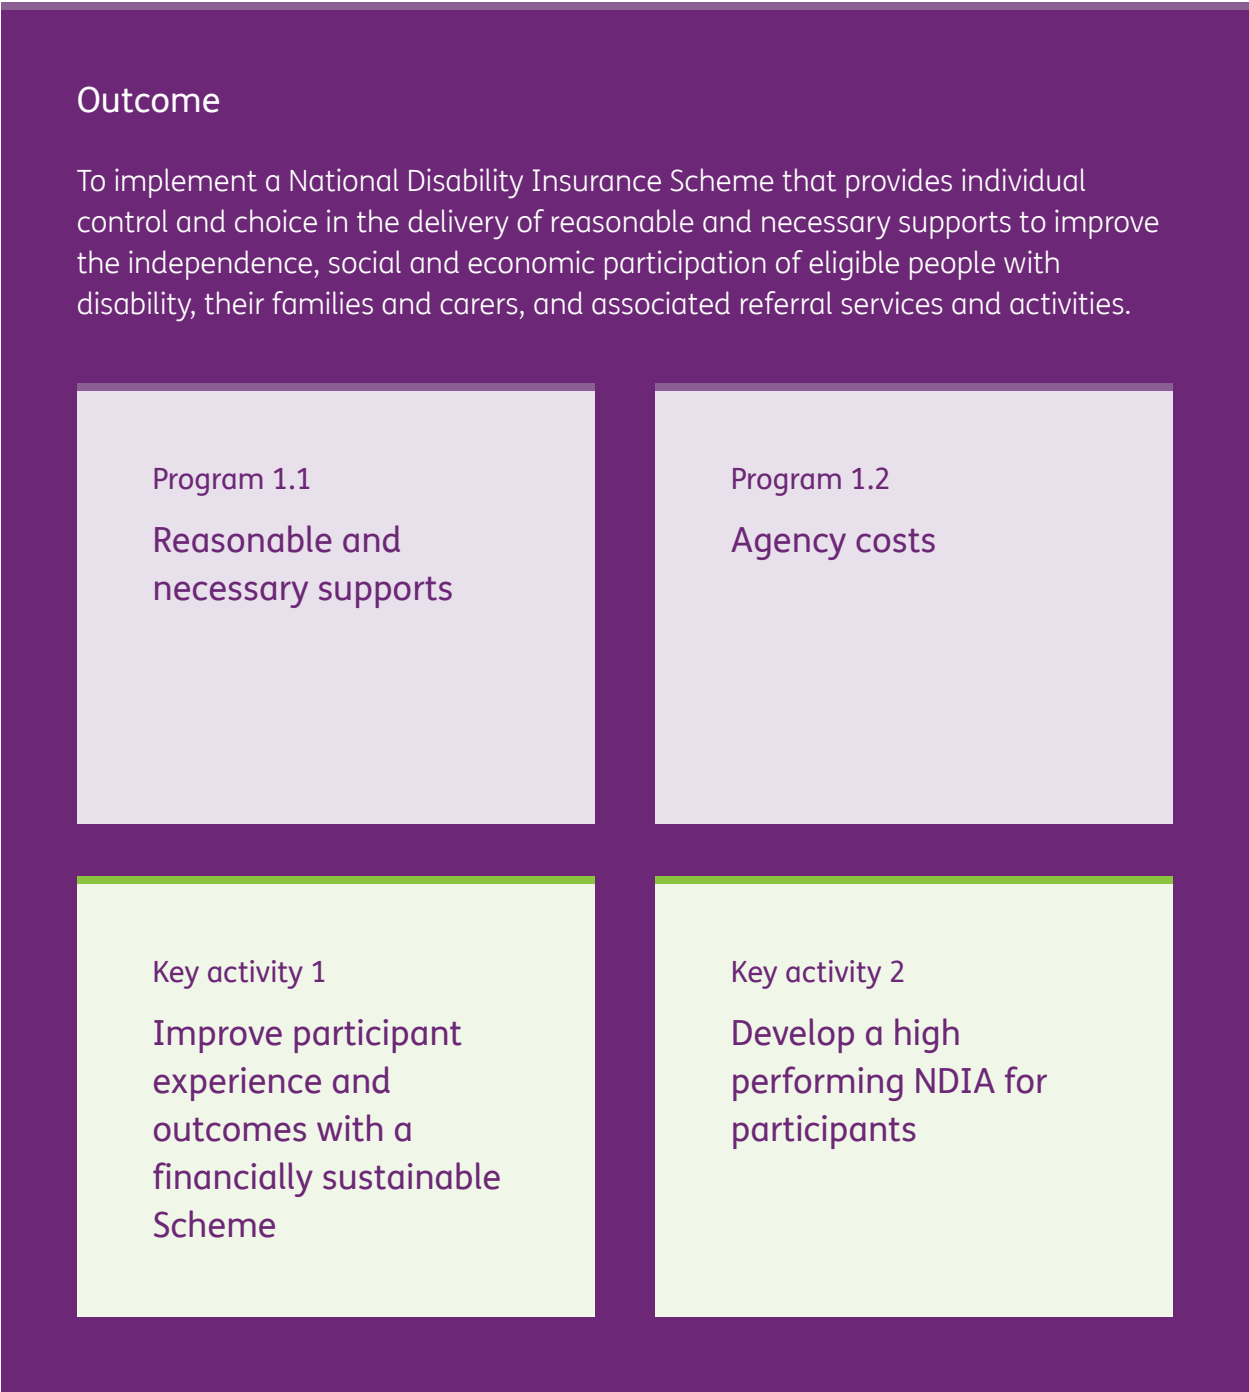 Outcome
To implement a National Disability Insurance Scheme that provides individual
control and choice in the delivery of reasonable and necessary supports to improve
the independence, social and economic participation of eligible people with
disability, their families and carers, and associated referral services and activities.
Program 1.1
Reasonable and
necessary supports
Program 1.2
Agency costs
Key activity 1
Improve participant
experience and
outcomes with a
financially sustainable
Scheme
Key activity 2
Develop a high
performing NDIA for
participants